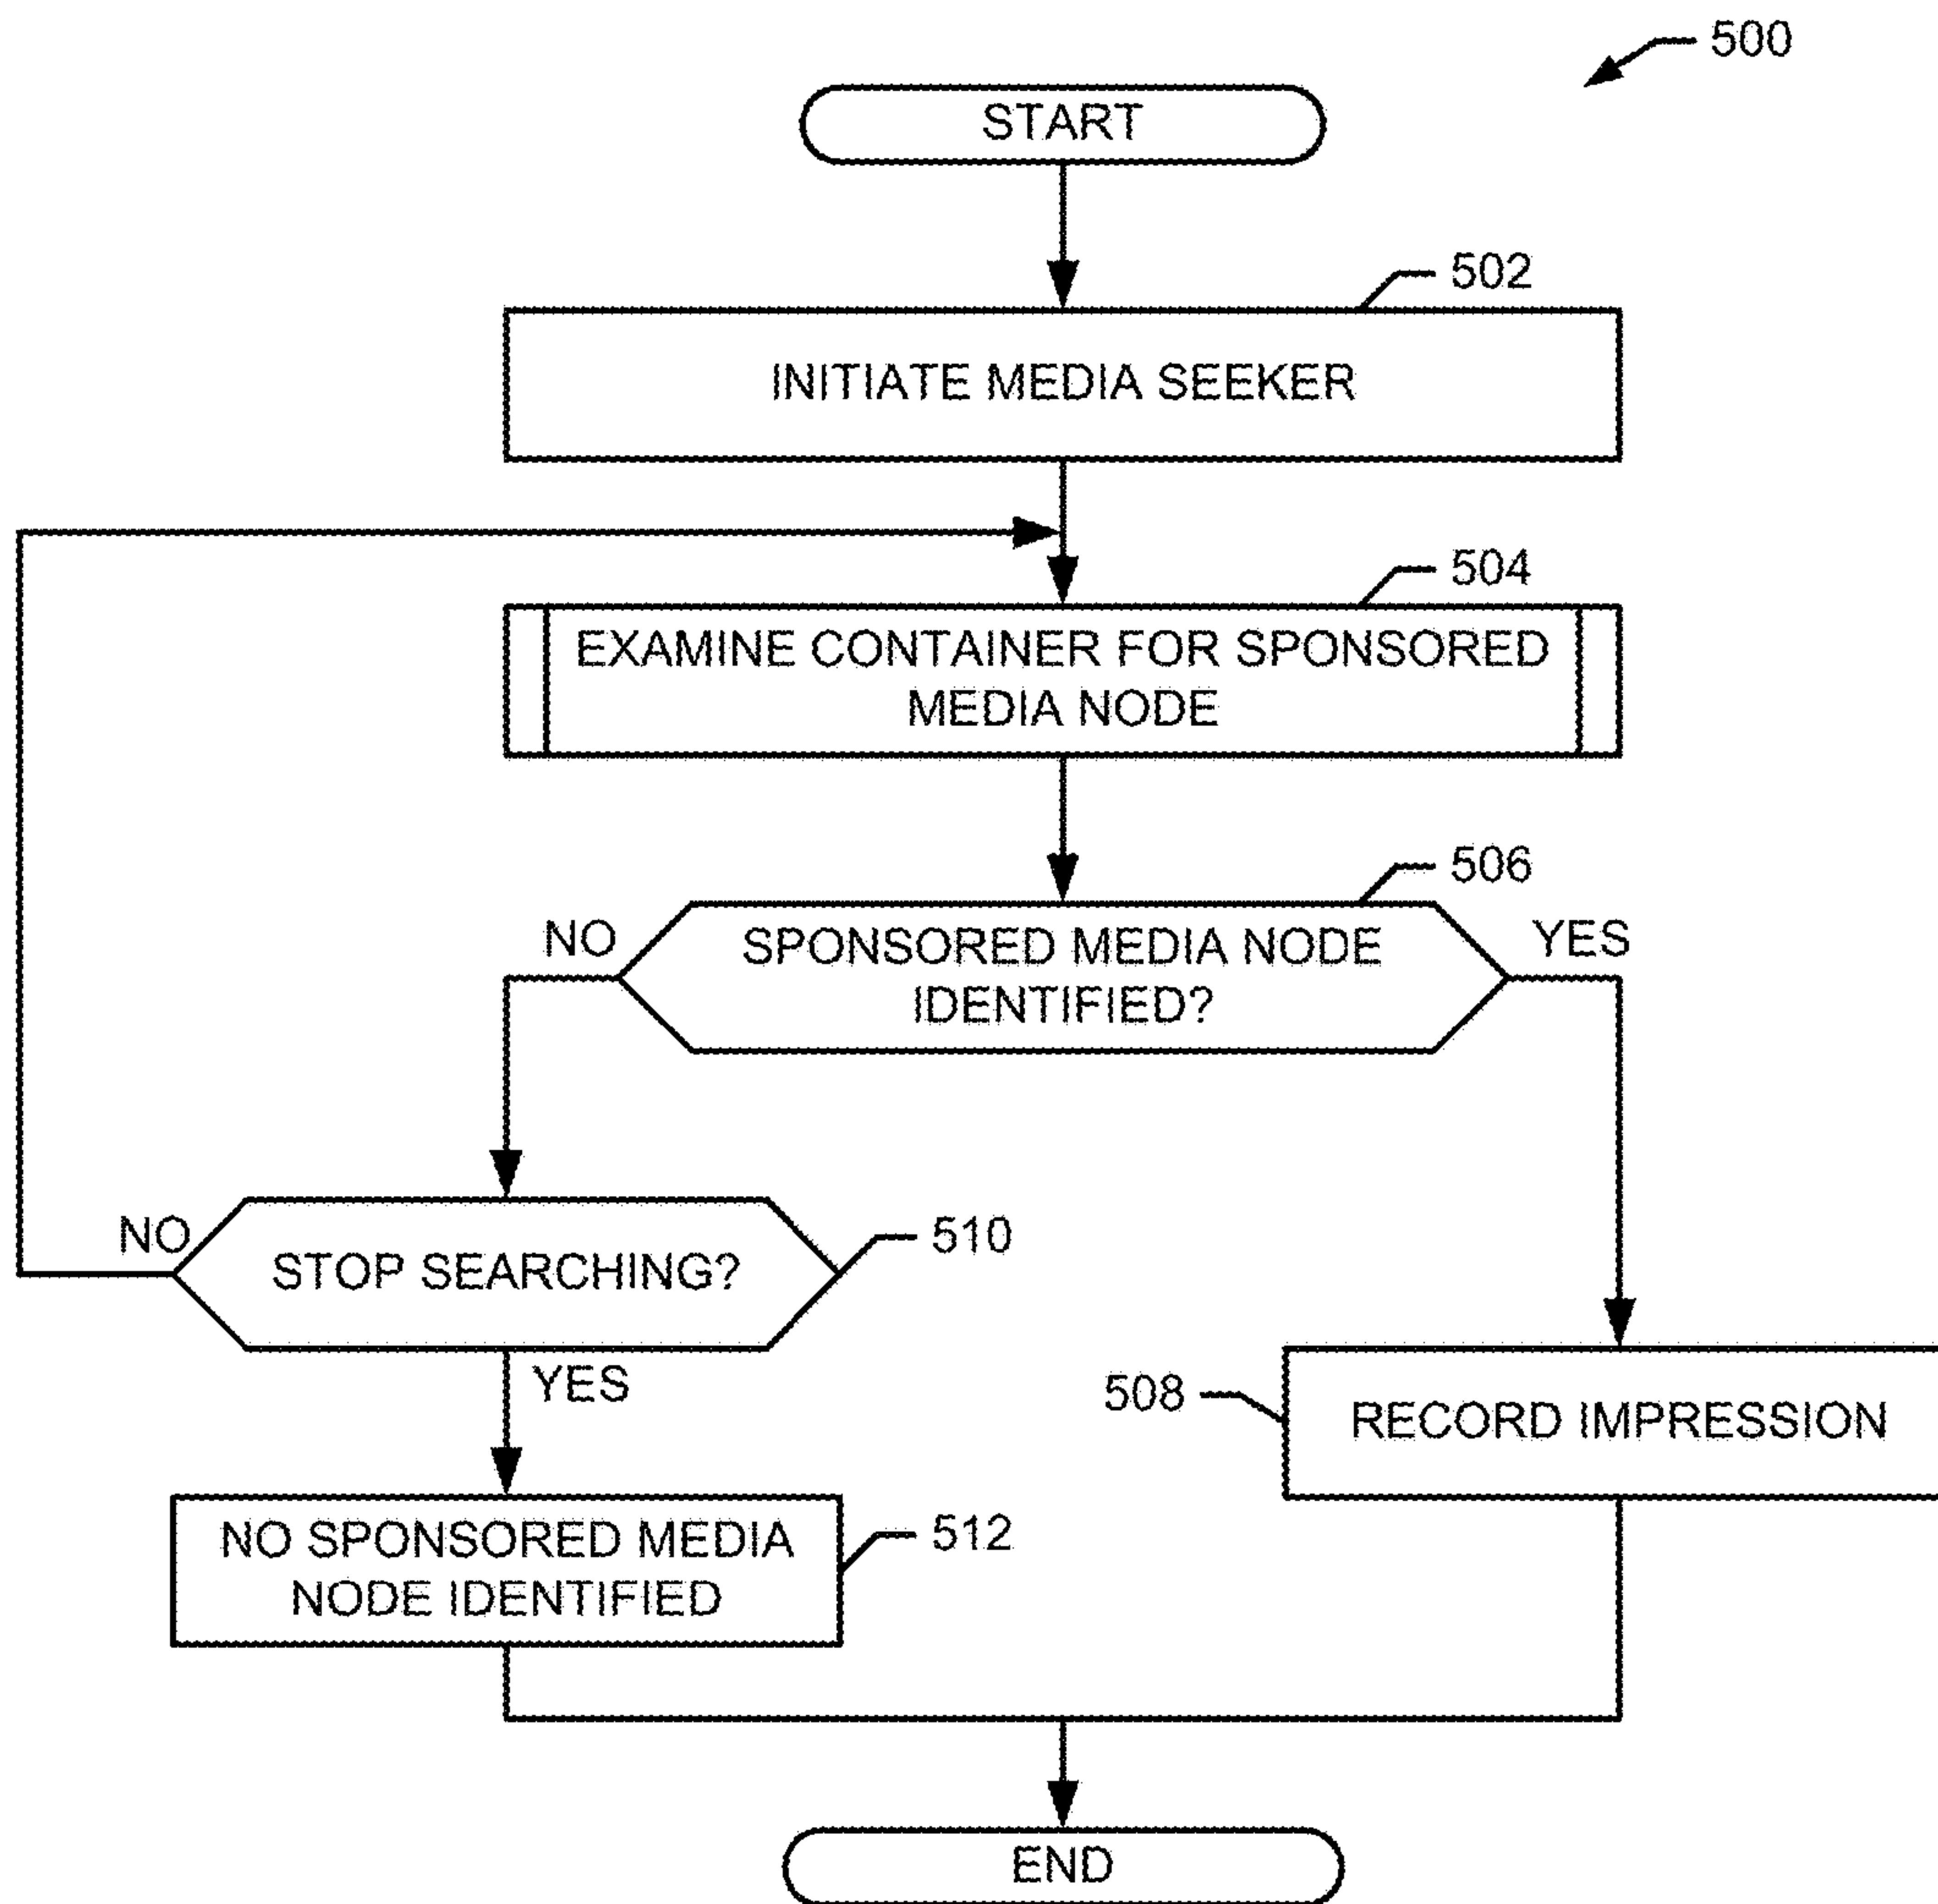 500
START
502
INITIATE MEDIA SEEKER
504
EXAMINE CONTAINER FOR SPONSORED
MEDIA NODE
506
NO
SPONSORED MEDIA NODE
IDENTIFIED?
YES
NO
STOP SEARCHING?
510
YES
508
RECORD IMPRESSION
NO SPONSORED MEDIA
NODE IDENTIFIED
512
END